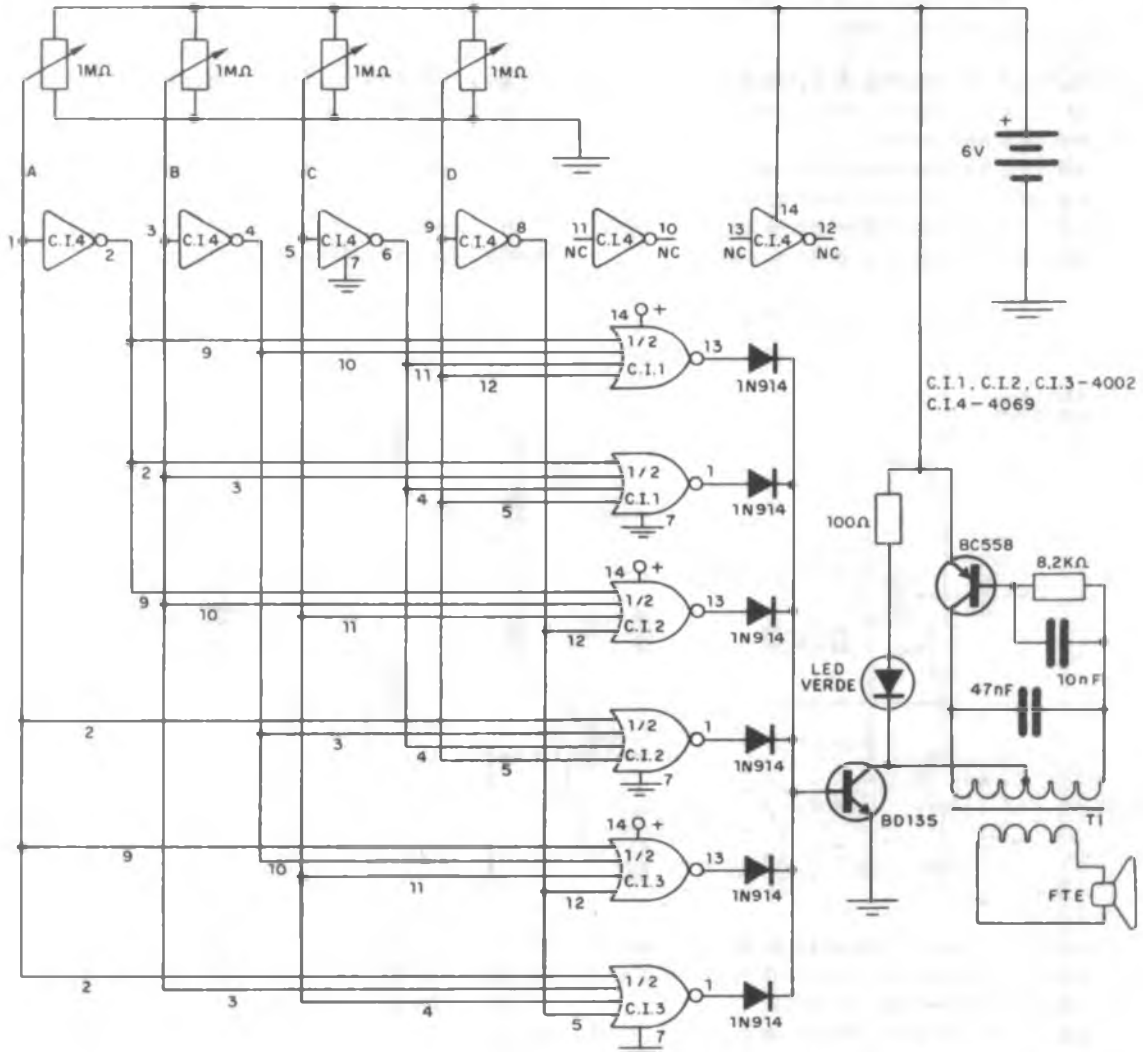 1MΩ 1MΩ 1MΩ 1MΩ
+
6V
A B C D
14
1 C.I.4 2 3 C.I.4 4 5 C.I.4 6 9 C.I.4 8 11 C.I.4 10 13 C.I.4 12
7 NC NC NC NC
14 +
9 10 11 12 1/2 C.I.1 13
1N914
C.I.1, C.I.2, C.I.3-4002
C.I.4-4069
2 3 4 5 1/2 C.I.1 1
7
1N914
100Ω
BC558
8,2KΩ
14 +
9 10 11 12 1/2 C.I.2 13
1N914
LED
VERDE
10nF
47nF
2 3 4 5 1/2 C.I.2 1
7
1N914
BD135
T1
14 +
9 10 11 12 1/2 C.I.3 13
1N914
FTE
2 3 4 5 1/2 C.I.3 1
7
1N914